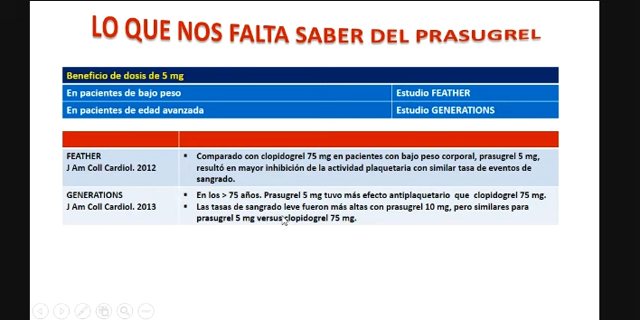 LO QUE NOS FALTA SABER DEL PRASUGREL
Beneficio de dosis de 5 mg
En pacientes de bajo peso Estudio FEATHER
En pacientes de edad avanzada Estudio GENERATIONS
FEATHER
J Am Coll Cardiol. 2012
▪ Comparado con clopidogrel 75 mg en pacientes con bajo peso corporal, prasugrel 5 mg,
resultó en mayor inhibición de la actividad plaquetaria con similar tasa de eventos de
sangrado.
GENERATIONS
J Am Coll Cardiol. 2013
▪ En los > 75 años. Prasugrel 5 mg tuvo más efecto antiplaquetario que clopidogrel 75 mg.
▪ Las tasas de sangrado leve fueron más altas con prasugrel 10 mg, pero similares para
prasugrel 5 mg versus clopidogrel 75 mg.